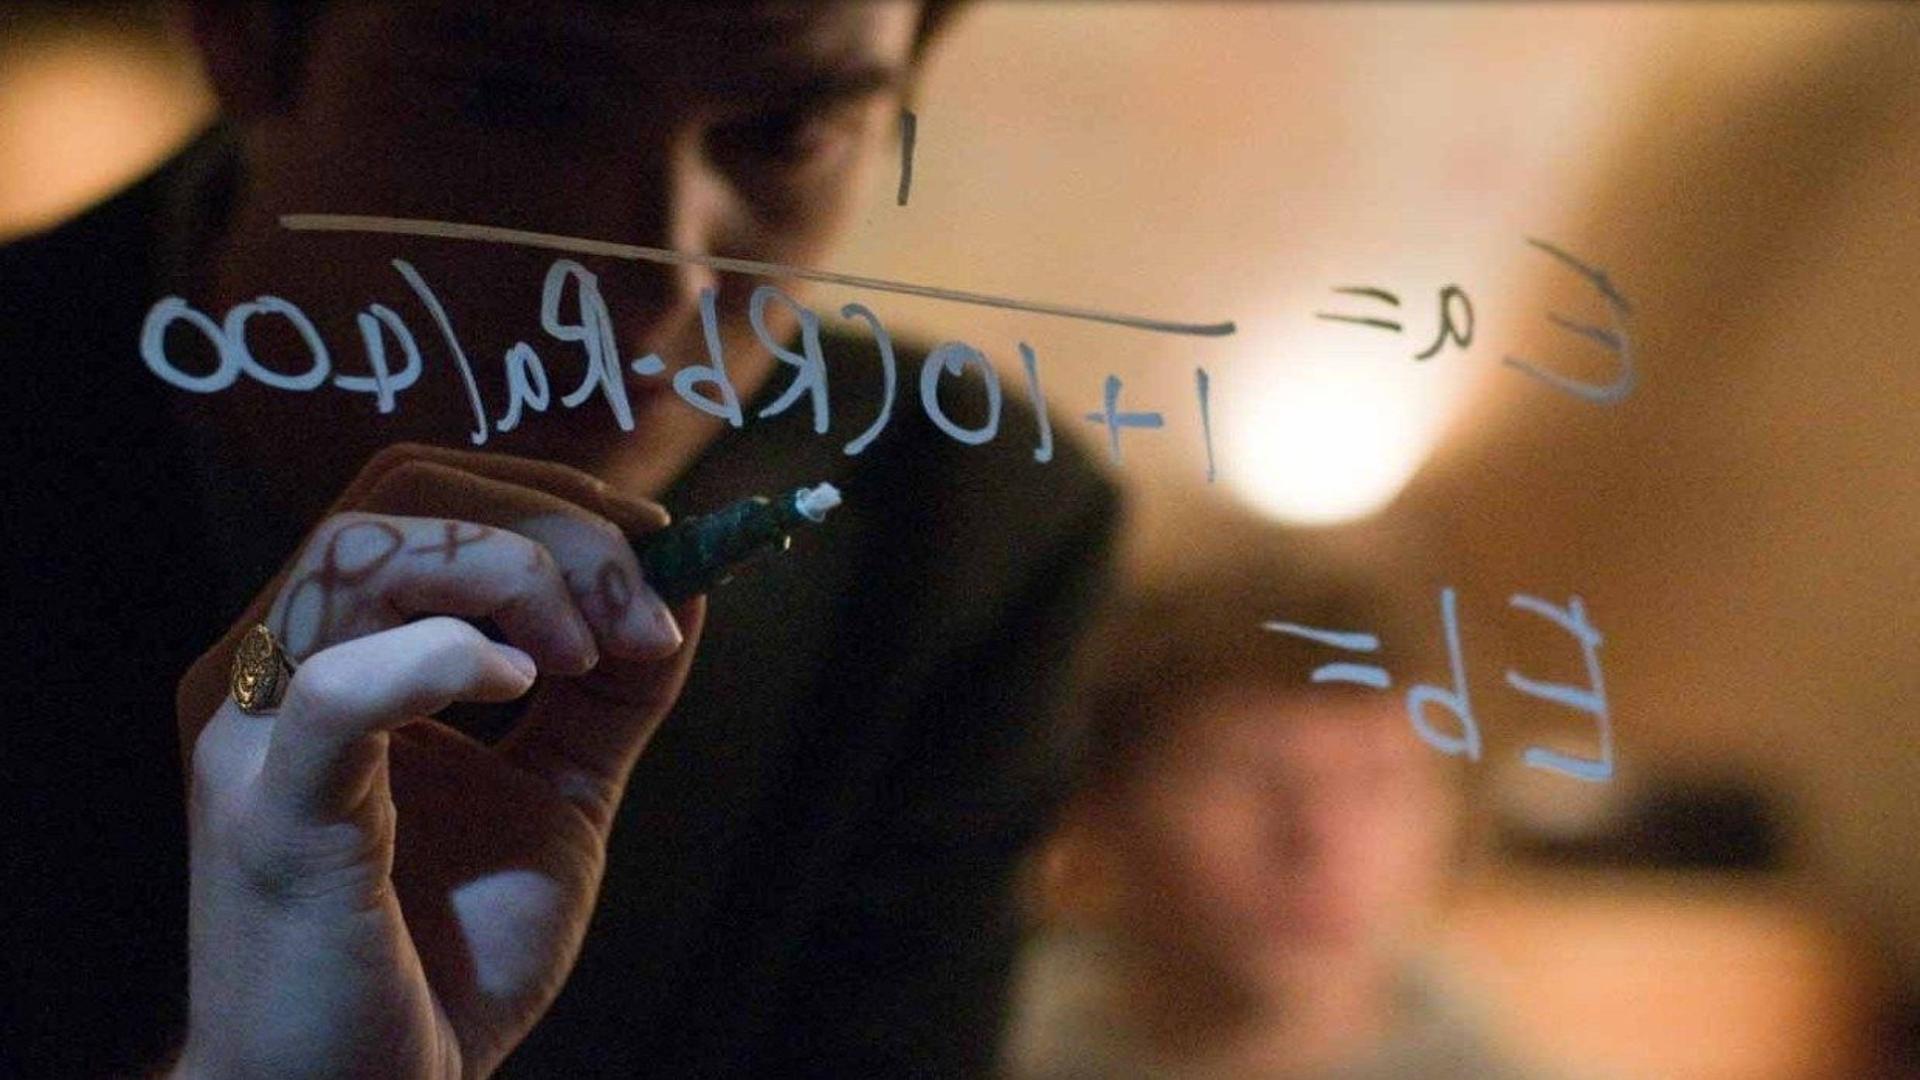 1
Ea =
1+10(Rb-Ra)/400
Eb =